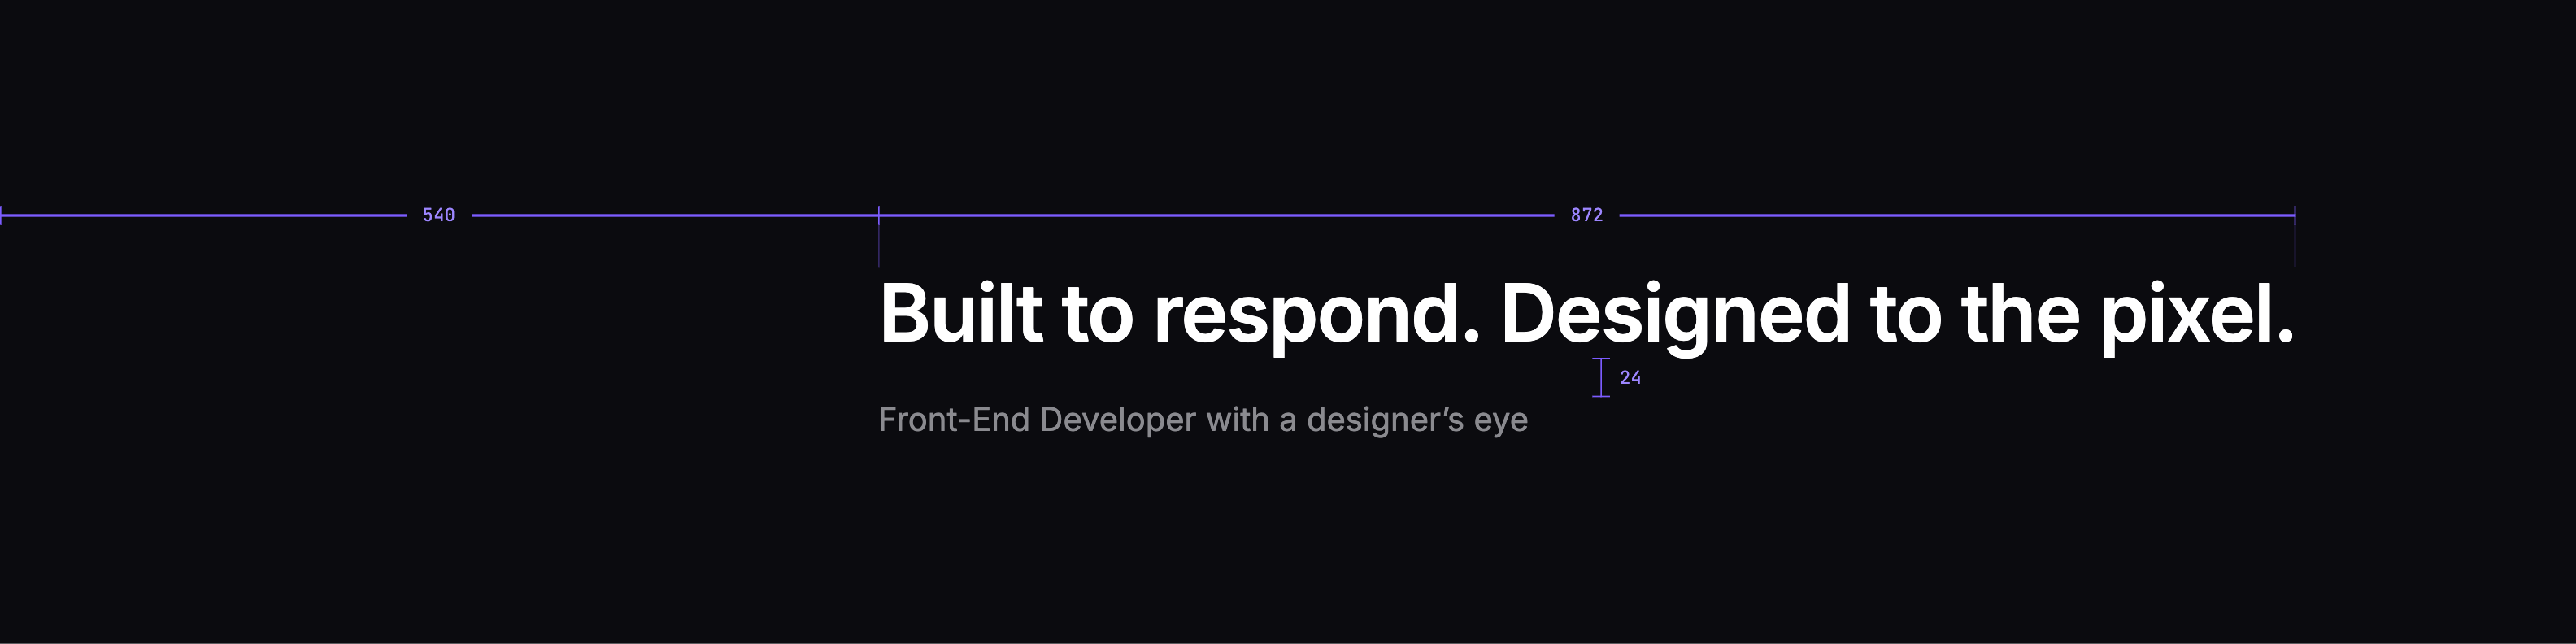 540
872
Built to respond. Designed to the pixel.
24
Front-End Developer with a designer’s eye